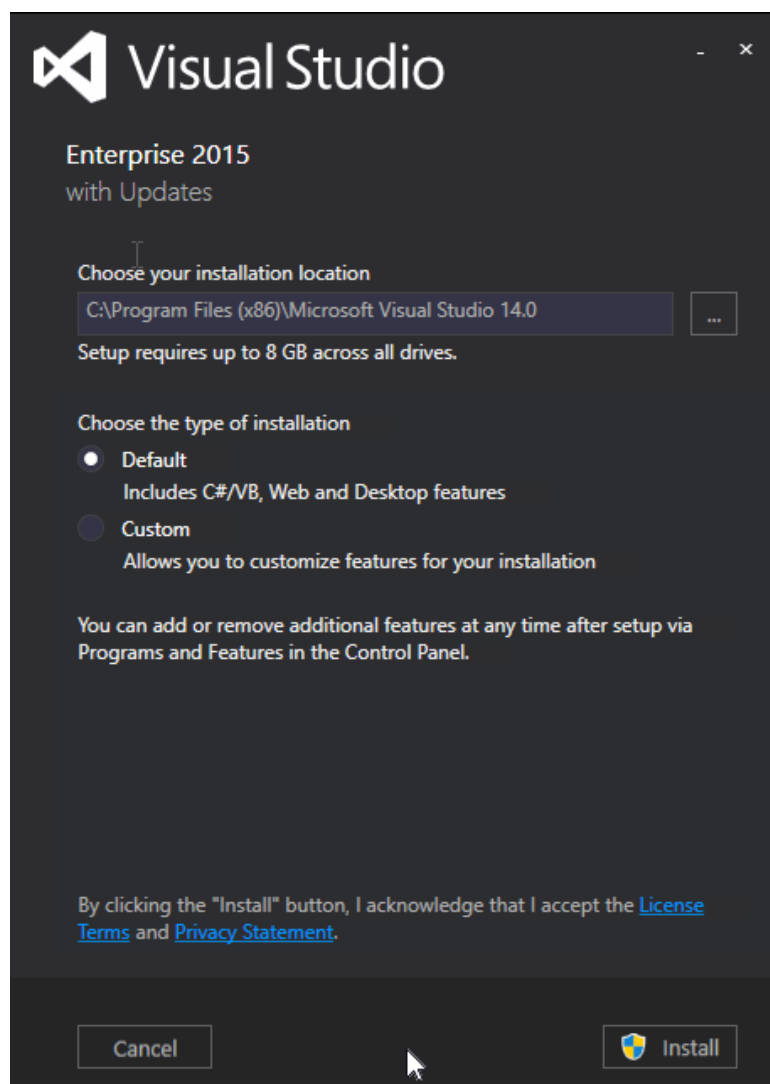 Visual Studio
Enterprise 2015
with Updates
Choose your installation location
C:\Program Files (x86)\Microsoft Visual Studio 14.0
...
Setup requires up to 8 GB across all drives.
Choose the type of installation
Default
Includes C#/VB, Web and Desktop features
Custom
Allows you to customize features for your installation
You can add or remove additional features at any time after setup via
Programs and Features in the Control Panel.
By clicking the "Install" button, I acknowledge that I accept the License
Terms and Privacy Statement.
Cancel
Install